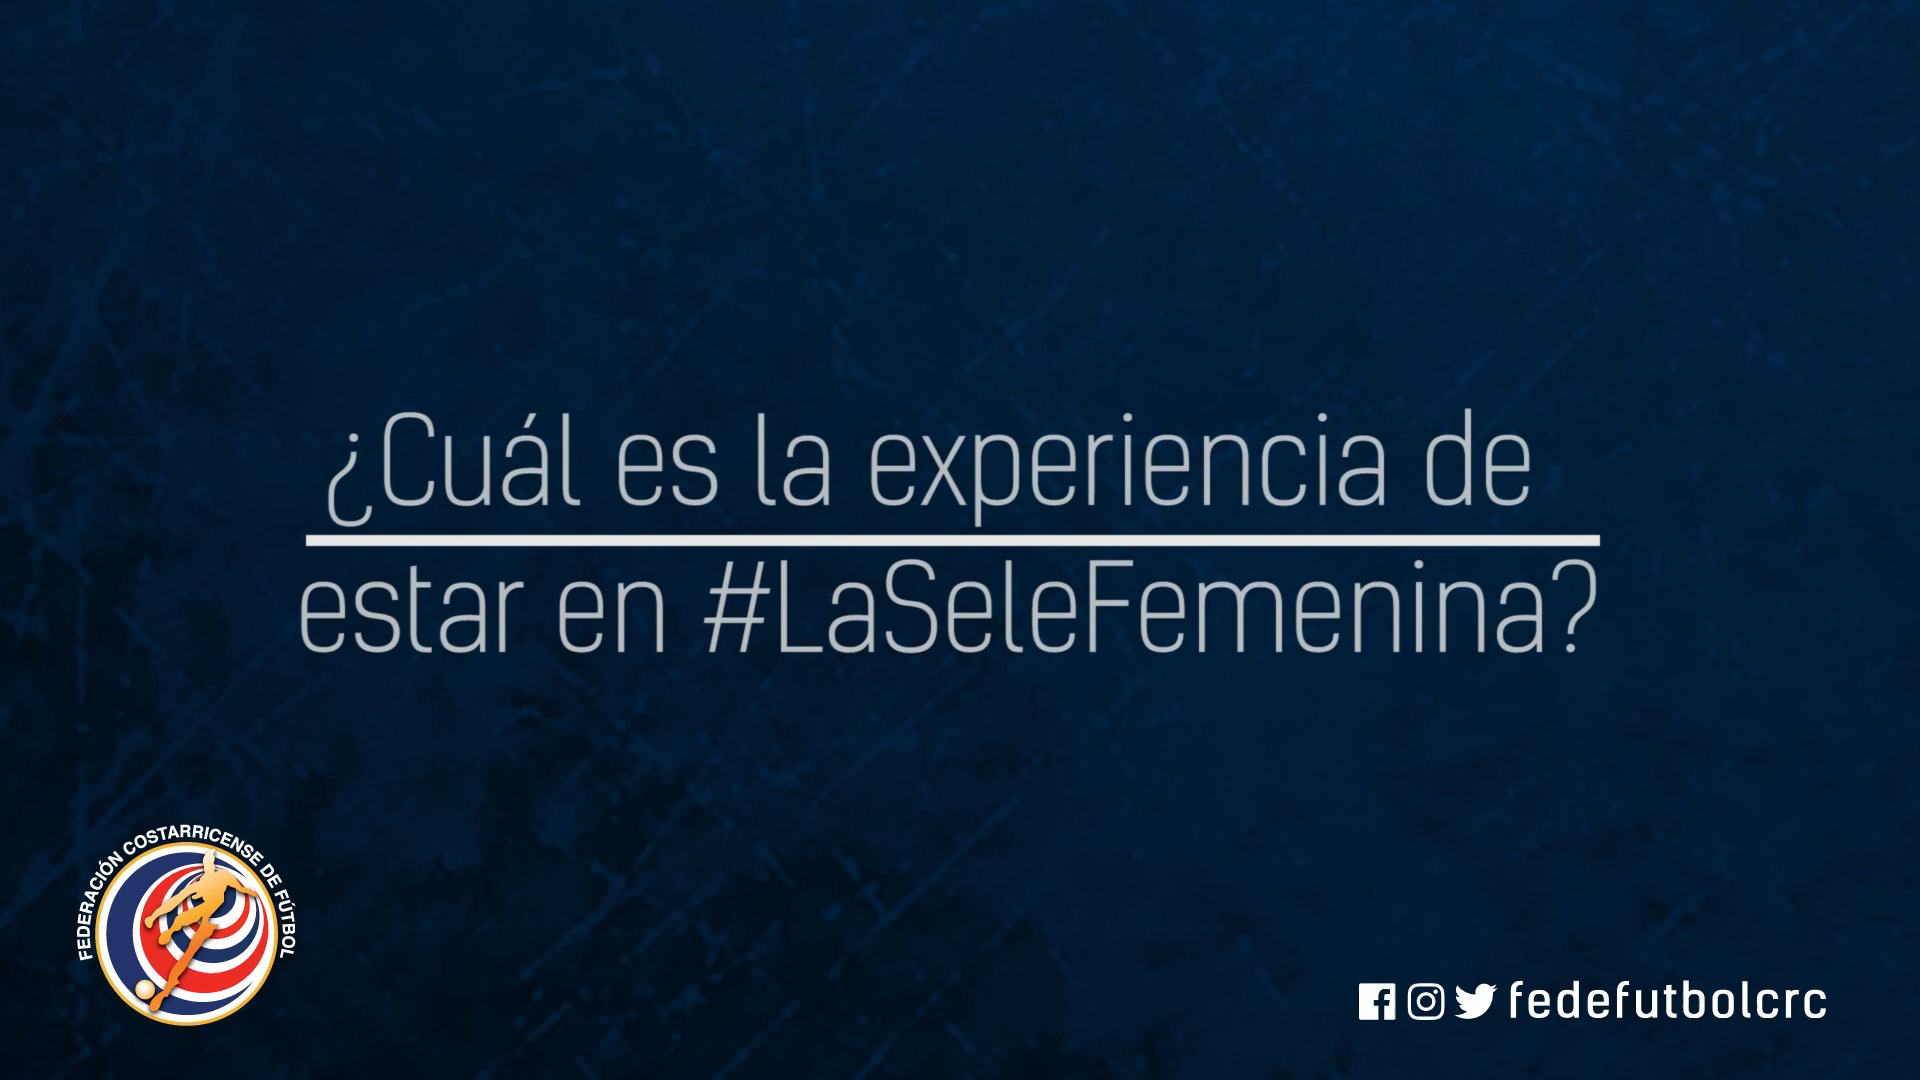 ¿Cuál es la experiencia de
estar en #LaSeleFemenina?
FEDERACIÓN COSTARRICENSE DE FÚTBOL
fedefutbolcrc